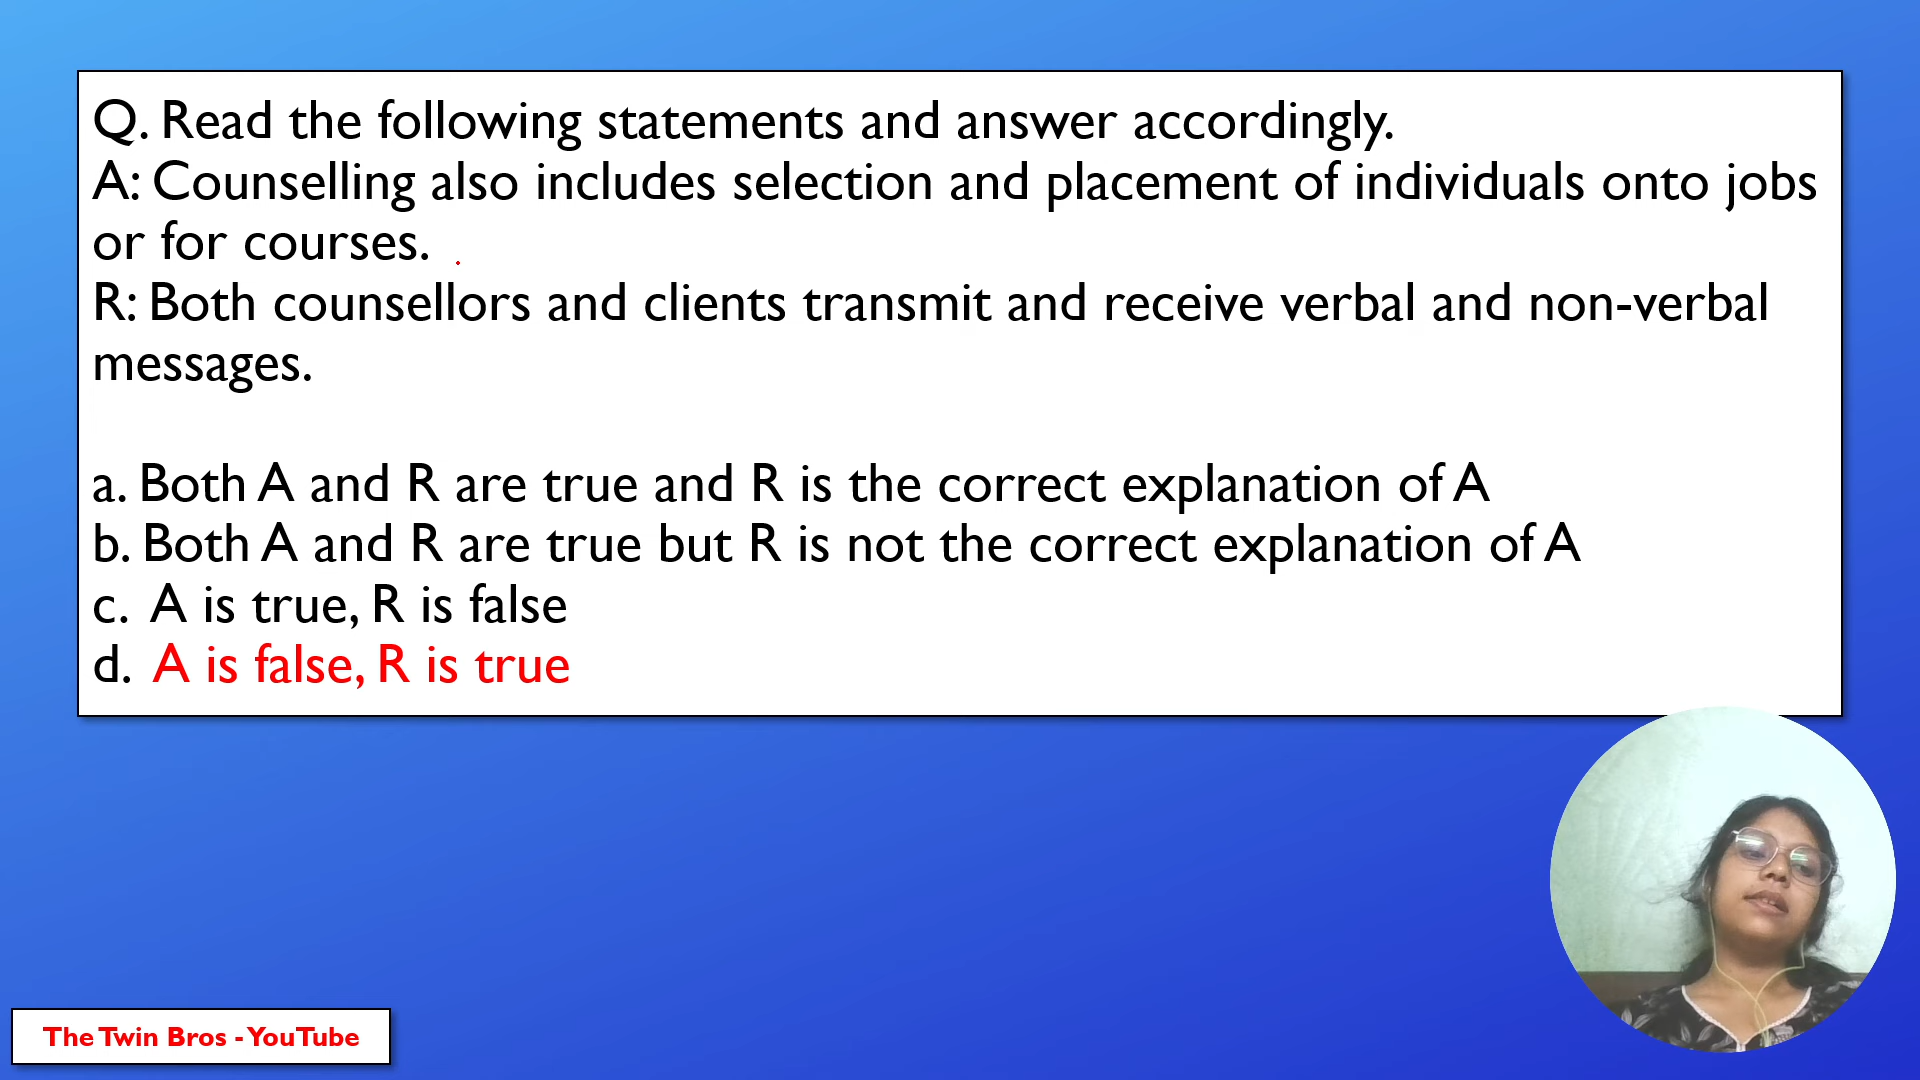 Q. Read the following statements and answer accordingly.
A: Counselling also includes selection and placement of individuals onto jobs
or for courses.
R: Both counsellors and clients transmit and receive verbal and non-verbal
messages.
a. Both A and R are true and R is the correct explanation of A
b. Both A and R are true but R is not the correct explanation of A
c. A is true, R is false
d. A is false, R is true
The Twin Bros - YouTube